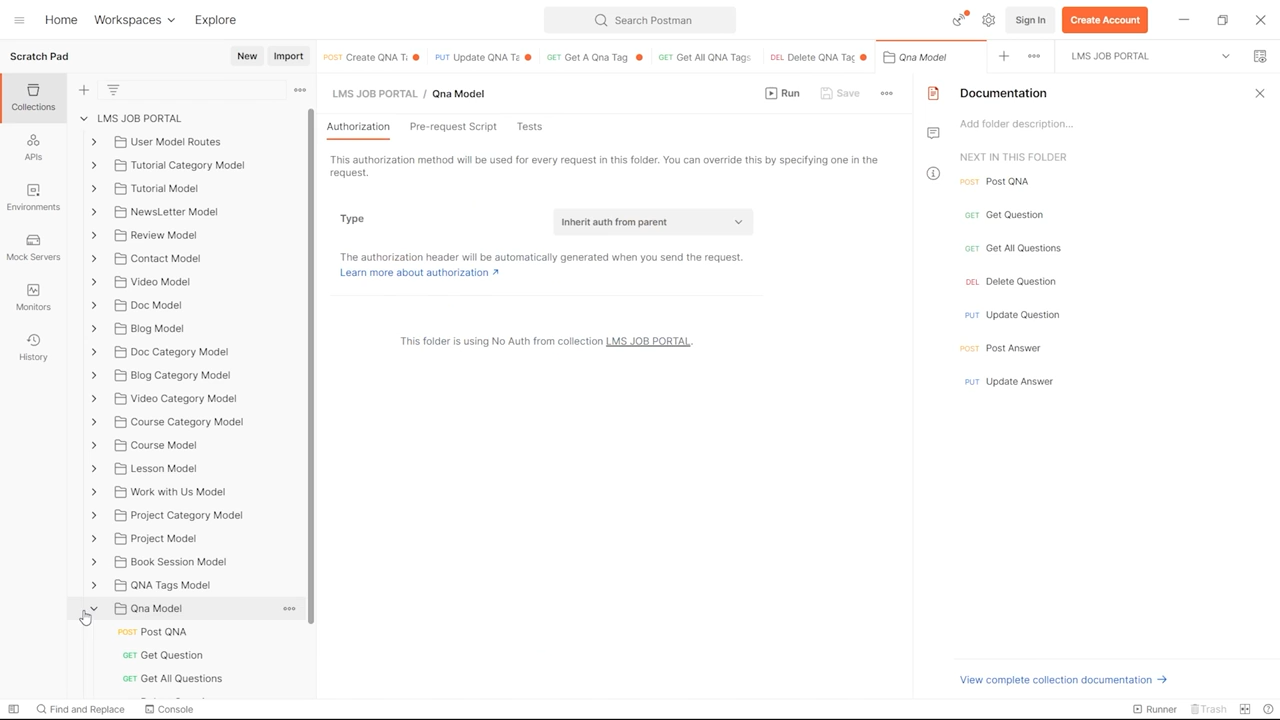 Home
Workspaces
Explore
Search Postman
Sign In
Create Account
Scratch Pad
New
Import
POST Create QNA Ta
PUT Update QNA Ta
GET Get A Qna Tag
GET Get All QNA Tags
DEL Delete QNA Tag
Qna Model
LMS JOB PORTAL
Collections
APIs
Environments
Mock Servers
Monitors
History
LMS JOB PORTAL
User Model Routes
Tutorial Category Model
Tutorial Model
NewsLetter Model
Review Model
Contact Model
Video Model
Doc Model
Blog Model
Doc Category Model
Blog Category Model
Video Category Model
Course Category Model
Course Model
Lesson Model
Work with Us Model
Project Category Model
Project Model
Book Session Model
QNA Tags Model
Qna Model
POST Post QNA
GET Get Question
GET Get All Questions
LMS JOB PORTAL / Qna Model
Run
Save
Authorization
Pre-request Script
Tests
This authorization method will be used for every request in this folder. You can override this by specifying one in the
request.
Type
Inherit auth from parent
The authorization header will be automatically generated when you send the request.
Learn more about authorization ↗
This folder is using No Auth from collection LMS JOB PORTAL.
Documentation
Add folder description...
NEXT IN THIS FOLDER
POST Post QNA
GET Get Question
GET Get All Questions
DEL Delete Question
PUT Update Question
POST Post Answer
PUT Update Answer
View complete collection documentation →
Find and Replace
Console
Runner
Trash